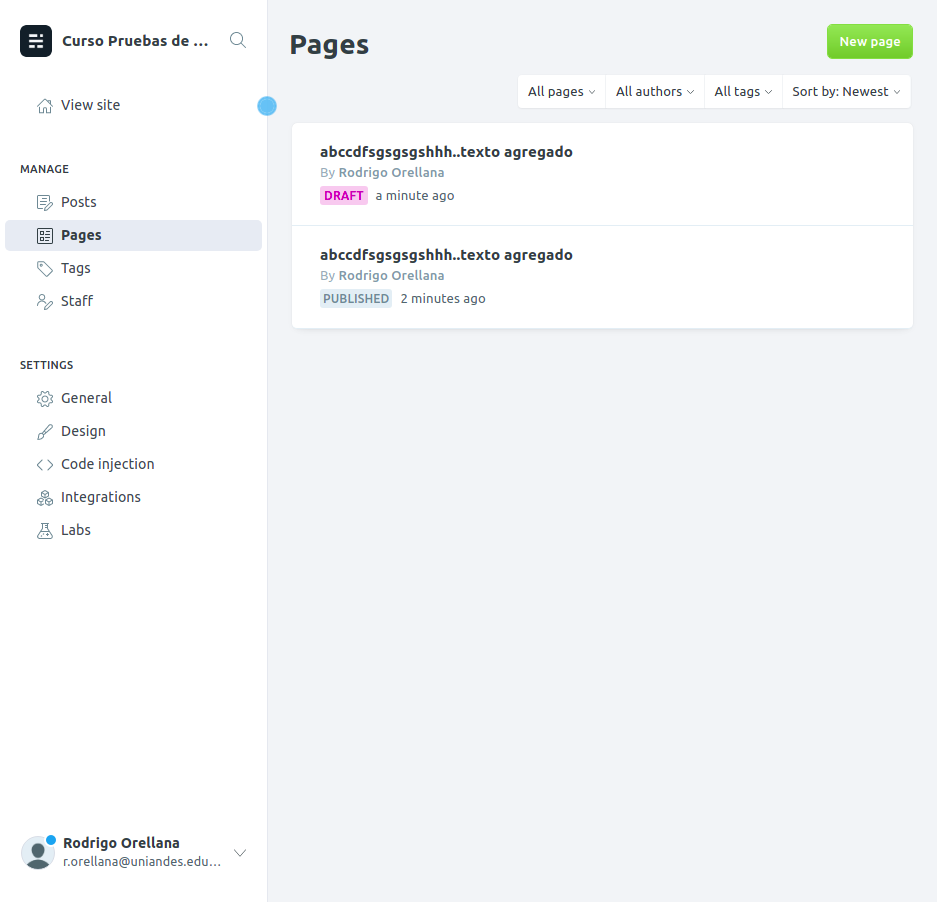 Curso Pruebas de ...
View site
MANAGE
Posts
Pages
Tags
Staff
SETTINGS
General
Design
Code injection
Integrations
Labs
Rodrigo Orellana
r.orellana@uniandes.edu...
Pages
New page
All pages
All authors
All tags
Sort by: Newest
abccdfsgsgsgshhh..texto agregado
By Rodrigo Orellana
DRAFT a minute ago
abccdfsgsgsgshhh..texto agregado
By Rodrigo Orellana
PUBLISHED 2 minutes ago